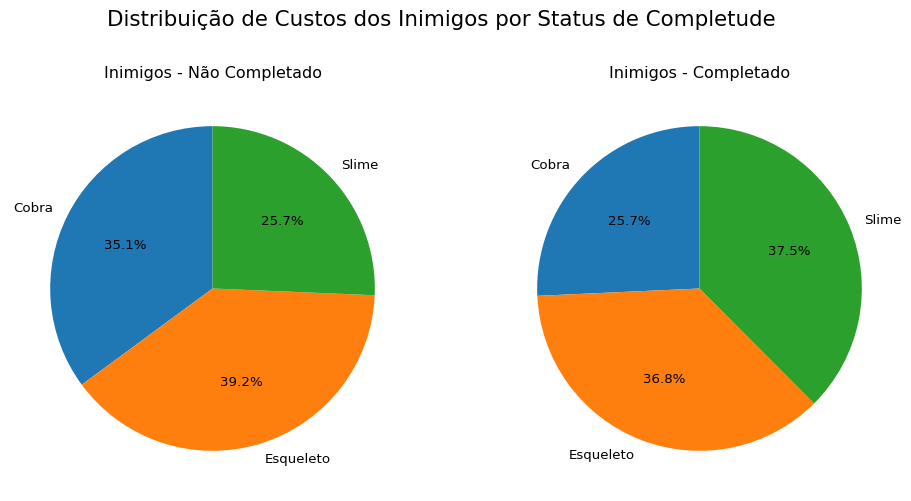 Distribuição de Custos dos Inimigos por Status de Completude
Inimigos - Não Completado
Slime
Cobra
25.7%
35.1%
39.2%
Esqueleto
Inimigos - Completado
Cobra
Slime
25.7%
37.5%
36.8%
Esqueleto